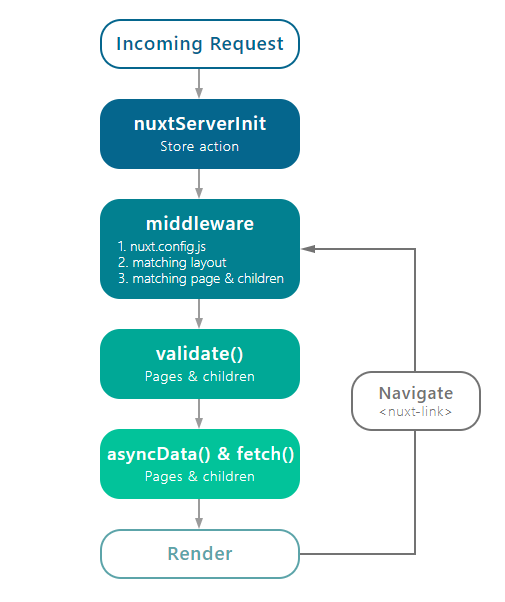 Incoming Request
nuxtServerInit
Store action
middleware
1. nuxt.config.js
2. matching layout
3. matching page & children
validate()
Pages & children
Navigate
<nuxt-link>
asyncData() & fetch()
Pages & children
Render